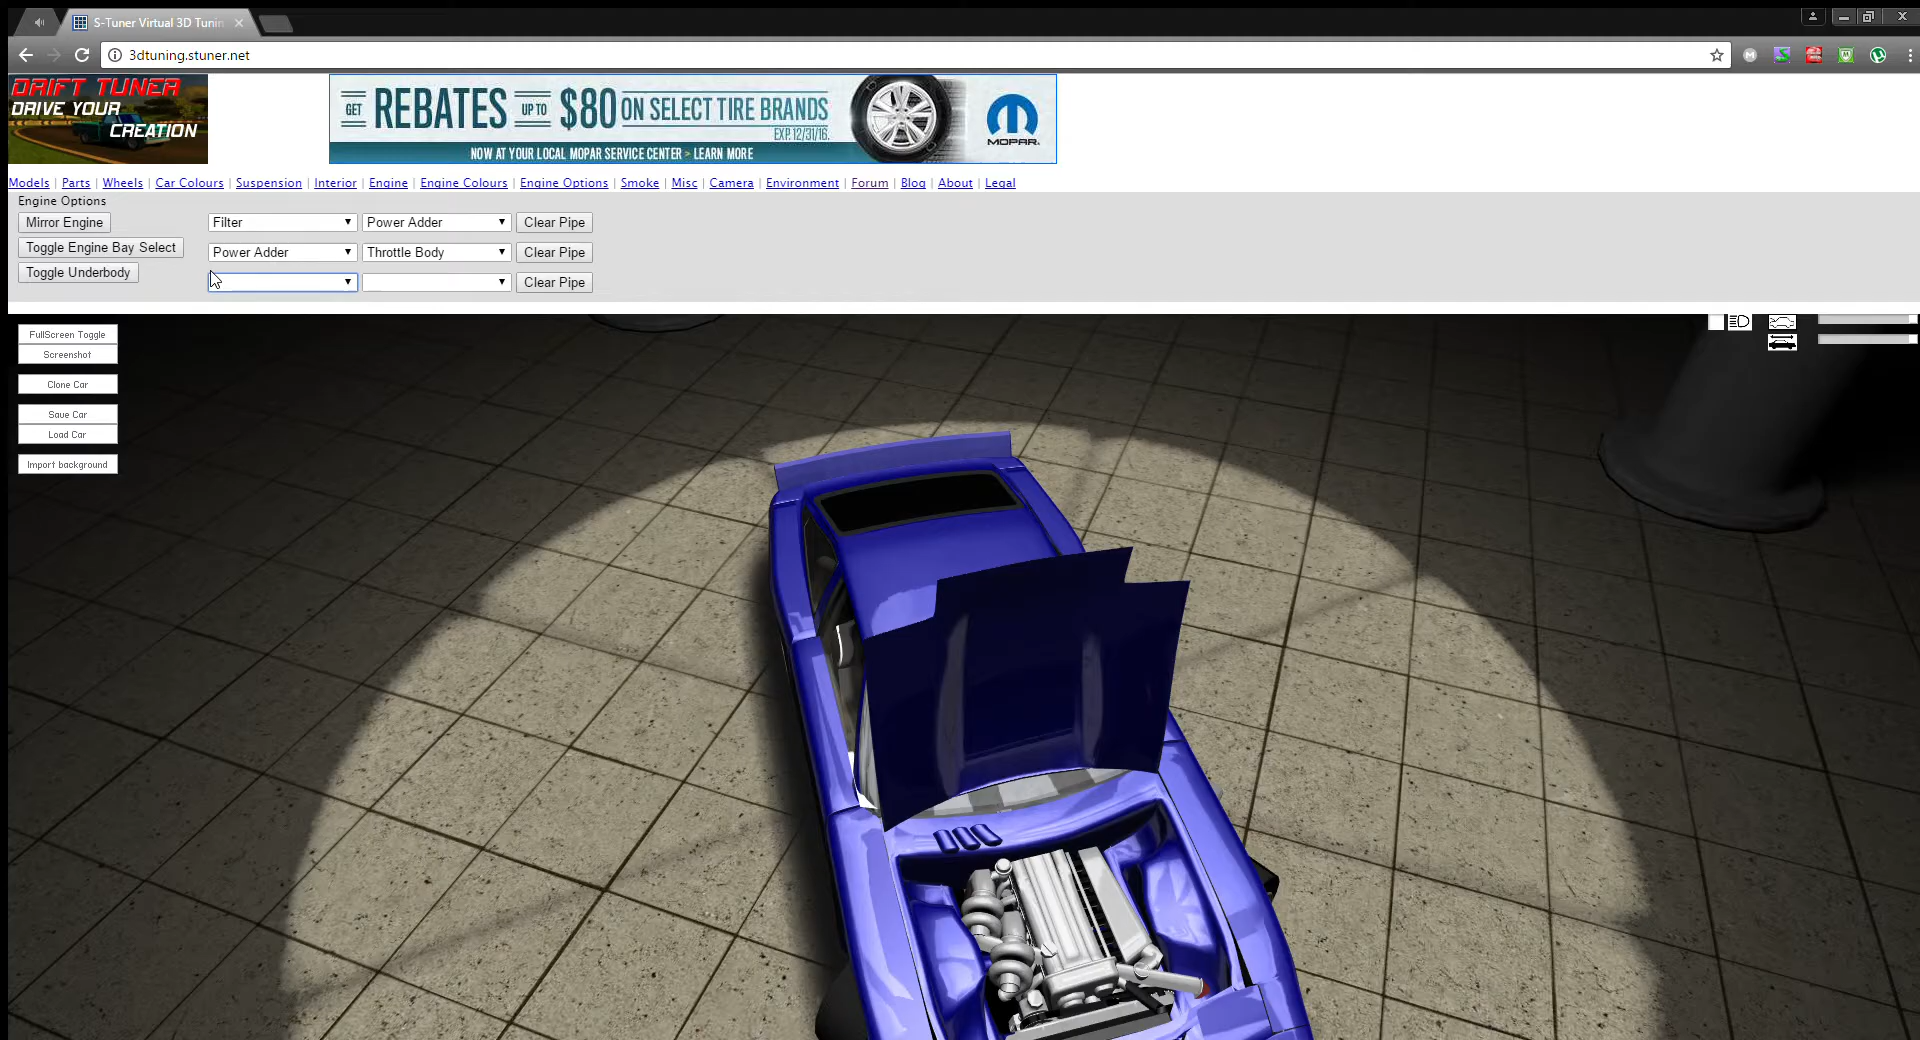 S-Tuner Virtual 3D Tunin
3dtuning.stuner.net
DRIFT TUNER
DRIVE YOUR
CREATION
GET REBATES UP TO $80 ON SELECT TIRE BRANDS
EXP. 12/31/16.
NOW AT YOUR LOCAL MOPAR SERVICE CENTER > LEARN MORE
MOPAR
Models | Parts | Wheels | Car Colours | Suspension | Interior | Engine | Engine Colours | Engine Options | Smoke | Misc | Camera | Environment | Forum | Blog | About | Legal
Engine Options
Mirror Engine
Filter
Power Adder
Clear Pipe
Toggle Engine Bay Select
Power Adder
Throttle Body
Clear Pipe
Toggle Underbody
Clear Pipe
FullScreen Toggle
Screenshot
Clone Car
Save Car
Load Car
Import background